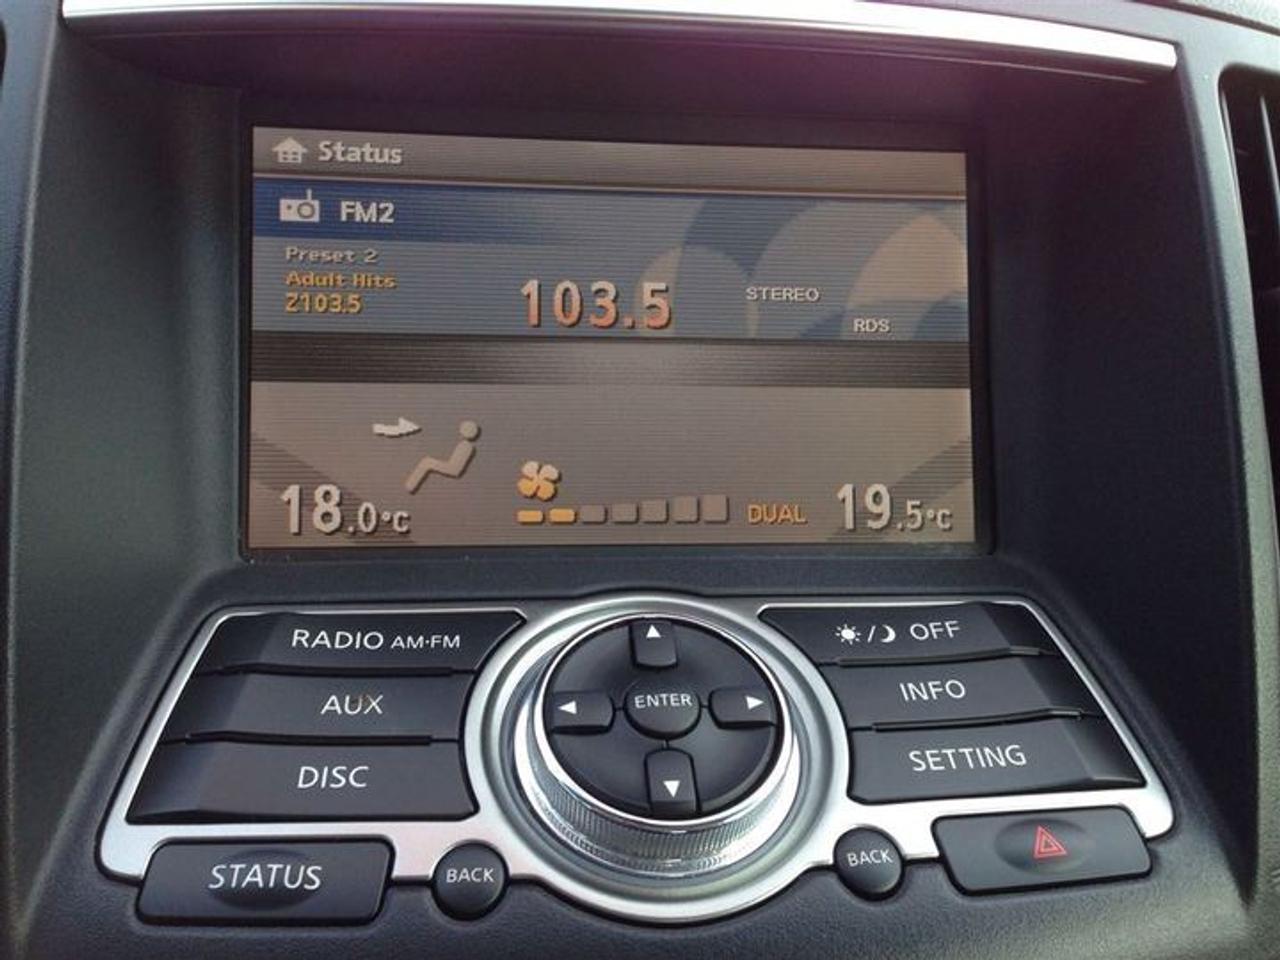 Status
FM2
Preset 2
Adult Hits
Z103.5
103.5
STEREO
RDS
18.0°C
DUAL
19.5°C
RADIO AM·FM
AUX
DISC
STATUS
BACK
ENTER
/ OFF
INFO
SETTING
BACK